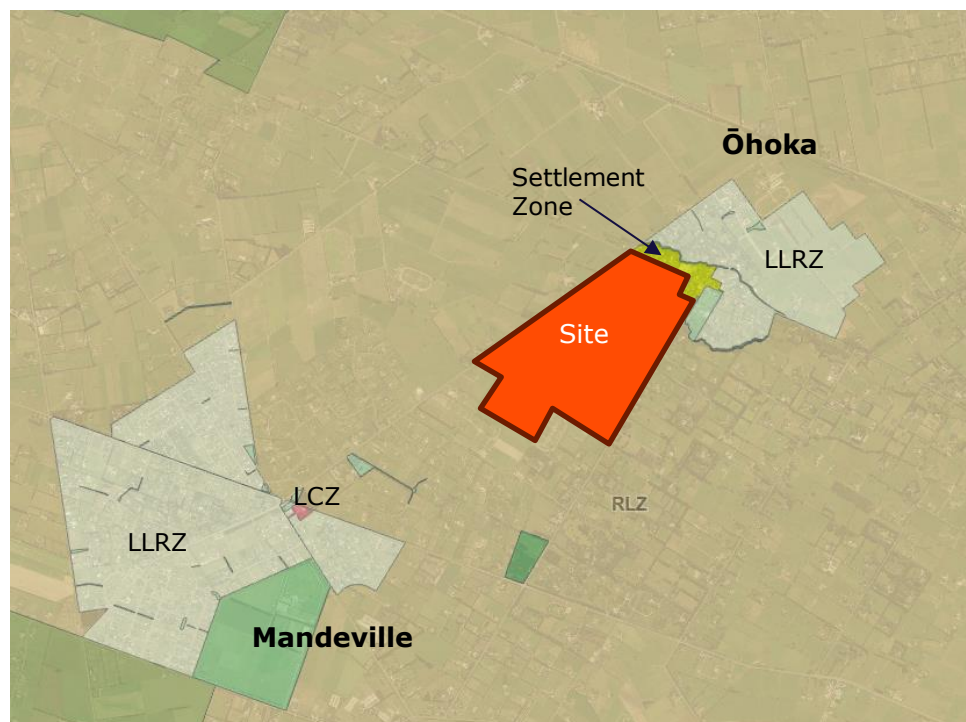 Ōhoka
Settlement
Zone
LLRZ
Site
LCZ
RLZ
LLRZ
Mandeville